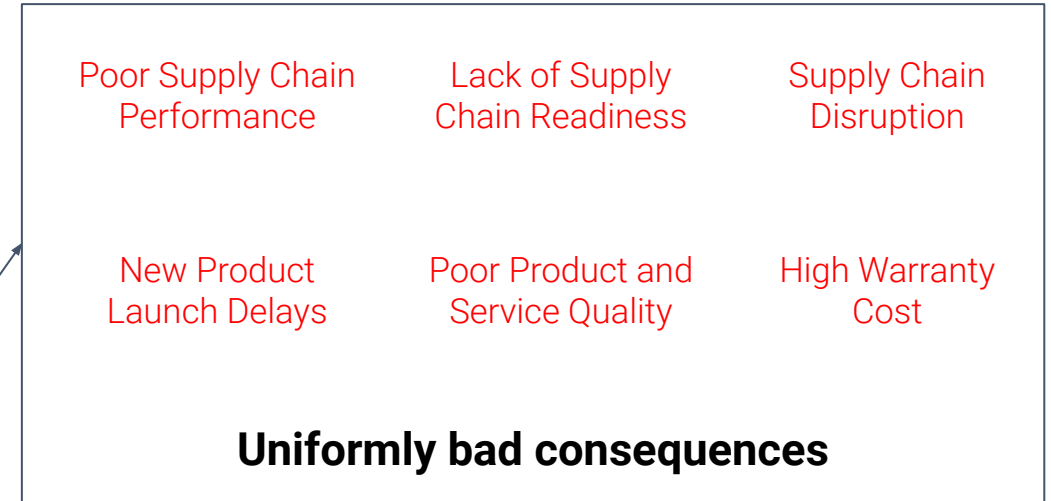 Poor Supply Chain
Performance
Lack of Supply
Chain Readiness
Supply Chain
Disruption
New Product
Launch Delays
Poor Product and
Service Quality
High Warranty
Cost
Uniformly bad consequences